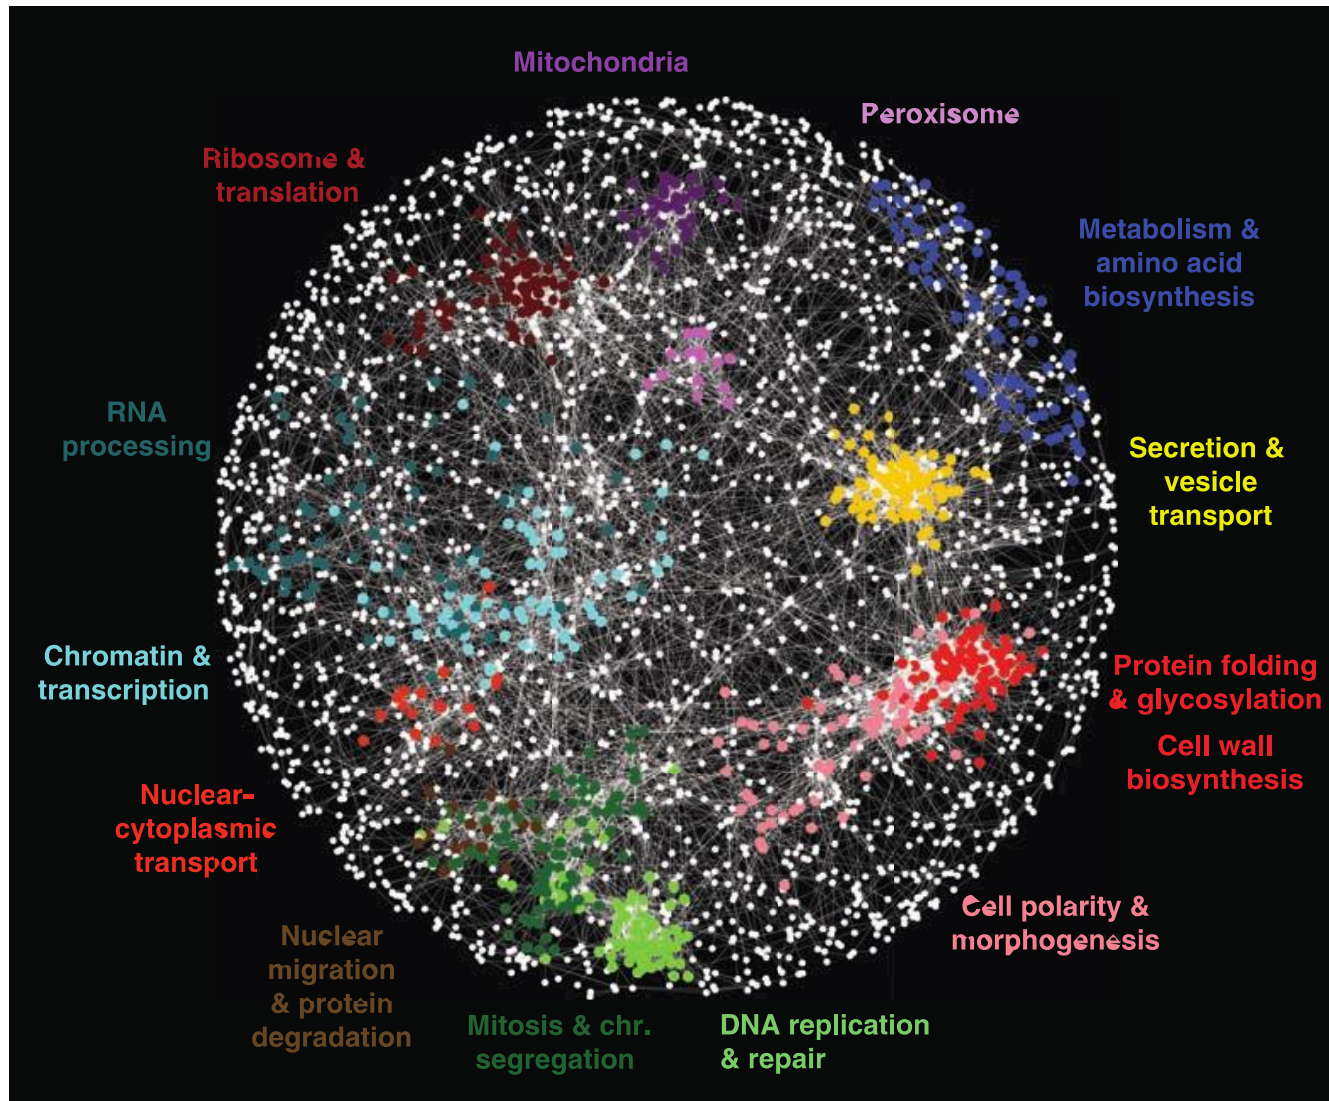 Mitochondria
Peroxisome
Ribosome &
translation
Metabolism &
amino acid
biosynthesis
RNA
processing
Secretion &
vesicle
transport
Chromatin &
transcription
Protein folding
& glycosylation
Cell wall
biosynthesis
Nuclear-
cytoplasmic
transport
Cell polarity &
morphogenesis
Nuclear
migration
& protein
degradation
Mitosis & chr.
segregation
DNA replication
& repair